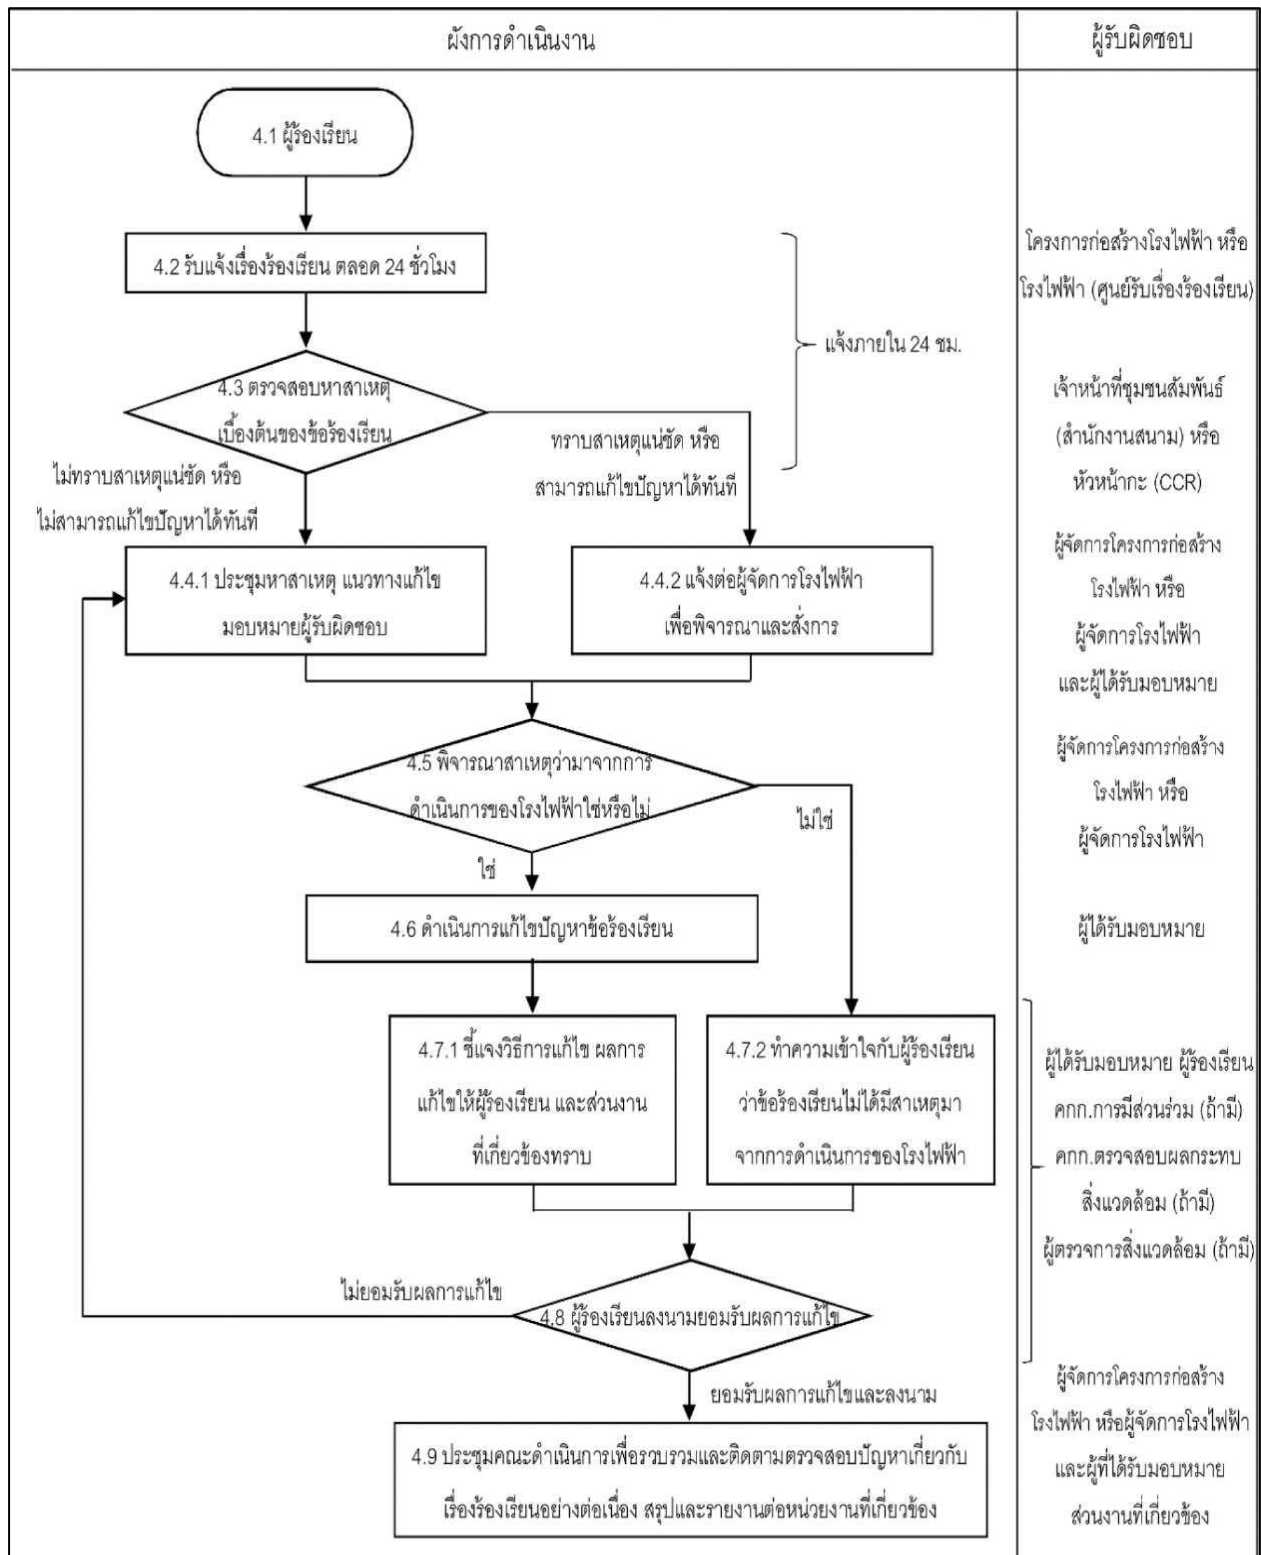 ผังการดำเนินงาน
ผู้รับผิดชอบ
4.1 ผู้ร้องเรียน
4.2 รับแจ้งเรื่องร้องเรียน ตลอด 24 ชั่วโมง
โครงการก่อสร้างโรงไฟฟ้า หรือ
โรงไฟฟ้า (ศูนย์รับเรื่องร้องเรียน)
แจ้งภายใน 24 ชม.
4.3 ตรวจสอบหาสาเหตุ
เบื้องต้นของข้อร้องเรียน
เจ้าหน้าที่ชุมชนสัมพันธ์
(สำนักงานสนาม) หรือ
หัวหน้ากะ (CCR)
ไม่ทราบสาเหตุแน่ชัด หรือ
ไม่สามารถแก้ไขปัญหาได้ทันที
ทราบสาเหตุแน่ชัด หรือ
สามารถแก้ไขปัญหาได้ทันที
4.4.1 ประชุมหาสาเหตุ แนวทางแก้ไข
มอบหมายผู้รับผิดชอบ
4.4.2 แจ้งต่อผู้จัดการโรงไฟฟ้า
เพื่อพิจารณาและสั่งการ
ผู้จัดการโครงการก่อสร้าง
โรงไฟฟ้า หรือ
ผู้จัดการโรงไฟฟ้า
และผู้ได้รับมอบหมาย
4.5 พิจารณาสาเหตุว่ามาจากการ
ดำเนินการของโรงไฟฟ้าใช่หรือไม่
ผู้จัดการโครงการก่อสร้าง
โรงไฟฟ้า หรือ
ผู้จัดการโรงไฟฟ้า
ไม่ใช่
ใช่
4.6 ดำเนินการแก้ไขปัญหาข้อร้องเรียน
ผู้ได้รับมอบหมาย
4.7.1 ชี้แจงวิธีการแก้ไข ผลการ
แก้ไขให้ผู้ร้องเรียน และส่วนงาน
ที่เกี่ยวข้องทราบ
4.7.2 ทำความเข้าใจกับผู้ร้องเรียน
ว่าข้อร้องเรียนไม่ได้มีสาเหตุมา
จากการดำเนินการของโรงไฟฟ้า
ผู้ได้รับมอบหมาย ผู้ร้องเรียน
คกก.การมีส่วนร่วม (ถ้ามี)
คกก.ตรวจสอบผลกระทบ
สิ่งแวดล้อม (ถ้ามี)
ผู้ตรวจการสิ่งแวดล้อม (ถ้ามี)
ไม่ยอมรับผลการแก้ไข
4.8 ผู้ร้องเรียนลงนามยอมรับผลการแก้ไข
ยอมรับผลการแก้ไขและลงนาม
4.9 ประชุมคณะดำเนินการเพื่อรวบรวมและติดตามตรวจสอบปัญหาเกี่ยวกับ
เรื่องร้องเรียนอย่างต่อเนื่อง สรุปและรายงานต่อหน่วยงานที่เกี่ยวข้อง
ผู้จัดการโครงการก่อสร้าง
โรงไฟฟ้า หรือผู้จัดการโรงไฟฟ้า
และผู้ที่ได้รับมอบหมาย
ส่วนงานที่เกี่ยวข้อง